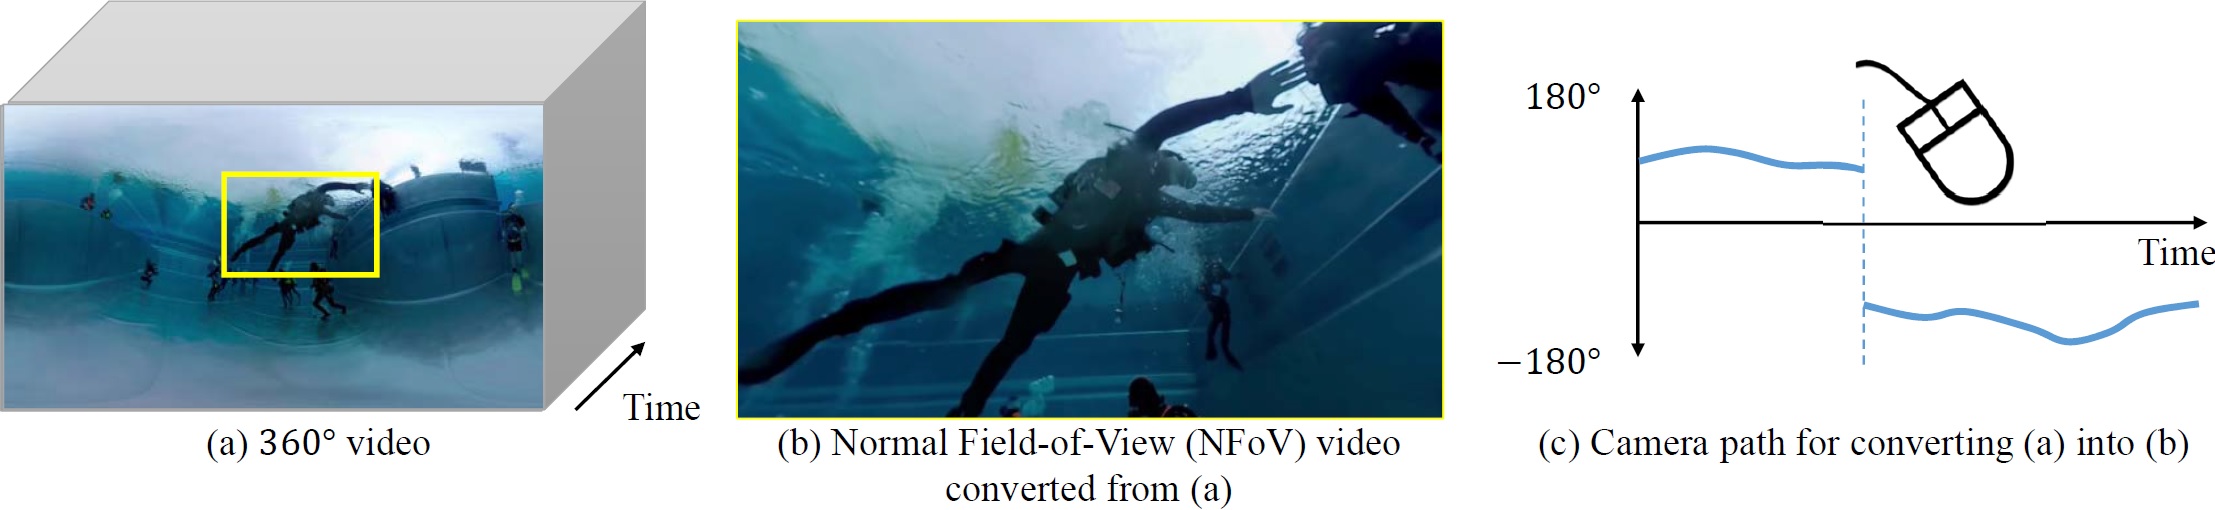 180°
−180°
Time
Time
(a) 360° video
(b) Normal Field-of-View (NFoV) video
converted from (a)
(c) Camera path for converting (a) into (b)